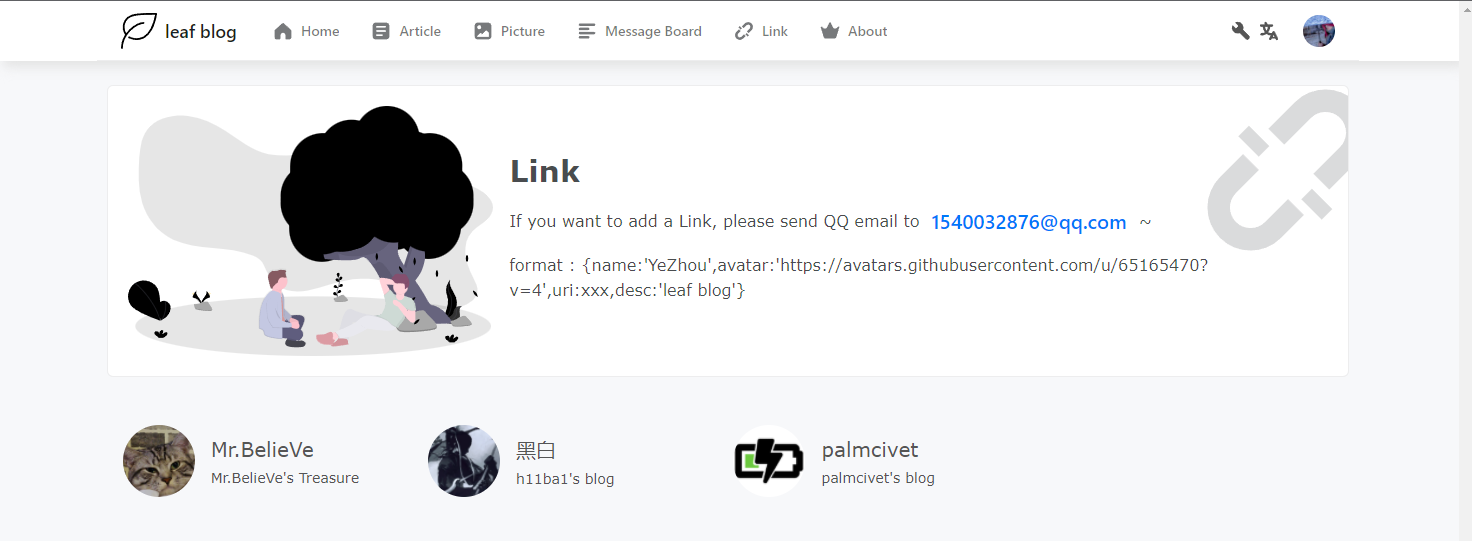 leaf blog
Home
Article
Picture
Message Board
Link
About
Link
If you want to add a Link, please send QQ email to 1540032876@qq.com ~
format : {name:'YeZhou',avatar:'https://avatars.githubusercontent.com/u/65165470?
v=4',uri:xxx,desc:'leaf blog'}
Mr.BelieVe
Mr.BelieVe's Treasure
黑白
h11ba1's blog
palmcivet
palmcivet's blog